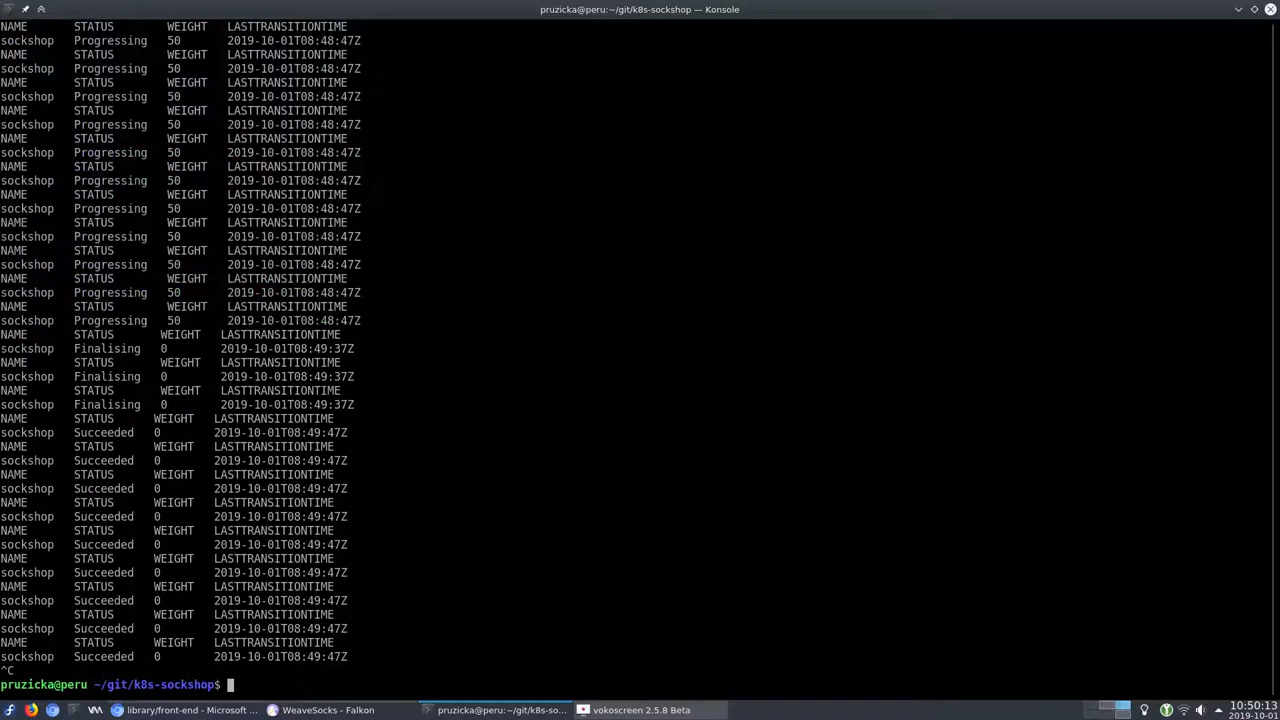 pruzicka@peru:~/git/k8s-sockshop — Konsole
NAME STATUS WEIGHT LASTTRANSITIONTIME
sockshop Progressing 50 2019-10-01T08:48:47Z
NAME STATUS WEIGHT LASTTRANSITIONTIME
sockshop Progressing 50 2019-10-01T08:48:47Z
NAME STATUS WEIGHT LASTTRANSITIONTIME
sockshop Progressing 50 2019-10-01T08:48:47Z
NAME STATUS WEIGHT LASTTRANSITIONTIME
sockshop Progressing 50 2019-10-01T08:48:47Z
NAME STATUS WEIGHT LASTTRANSITIONTIME
sockshop Progressing 50 2019-10-01T08:48:47Z
NAME STATUS WEIGHT LASTTRANSITIONTIME
sockshop Progressing 50 2019-10-01T08:48:47Z
NAME STATUS WEIGHT LASTTRANSITIONTIME
sockshop Progressing 50 2019-10-01T08:48:47Z
NAME STATUS WEIGHT LASTTRANSITIONTIME
sockshop Progressing 50 2019-10-01T08:48:47Z
NAME STATUS WEIGHT LASTTRANSITIONTIME
sockshop Progressing 50 2019-10-01T08:48:47Z
NAME STATUS WEIGHT LASTTRANSITIONTIME
sockshop Progressing 50 2019-10-01T08:48:47Z
NAME STATUS WEIGHT LASTTRANSITIONTIME
sockshop Progressing 50 2019-10-01T08:48:47Z
NAME STATUS WEIGHT LASTTRANSITIONTIME
sockshop Finalising 0 2019-10-01T08:49:37Z
NAME STATUS WEIGHT LASTTRANSITIONTIME
sockshop Finalising 0 2019-10-01T08:49:37Z
NAME STATUS WEIGHT LASTTRANSITIONTIME
sockshop Finalising 0 2019-10-01T08:49:37Z
NAME STATUS WEIGHT LASTTRANSITIONTIME
sockshop Succeeded 0 2019-10-01T08:49:47Z
NAME STATUS WEIGHT LASTTRANSITIONTIME
sockshop Succeeded 0 2019-10-01T08:49:47Z
NAME STATUS WEIGHT LASTTRANSITIONTIME
sockshop Succeeded 0 2019-10-01T08:49:47Z
NAME STATUS WEIGHT LASTTRANSITIONTIME
sockshop Succeeded 0 2019-10-01T08:49:47Z
NAME STATUS WEIGHT LASTTRANSITIONTIME
sockshop Succeeded 0 2019-10-01T08:49:47Z
NAME STATUS WEIGHT LASTTRANSITIONTIME
sockshop Succeeded 0 2019-10-01T08:49:47Z
NAME STATUS WEIGHT LASTTRANSITIONTIME
sockshop Succeeded 0 2019-10-01T08:49:47Z
NAME STATUS WEIGHT LASTTRANSITIONTIME
sockshop Succeeded 0 2019-10-01T08:49:47Z
NAME STATUS WEIGHT LASTTRANSITIONTIME
sockshop Succeeded 0 2019-10-01T08:49:47Z
^C
pruzicka@peru ~/git/k8s-sockshop$
library/front-end - Microsoft ... WeaveSocks - Falkon pruzicka@peru:~/git/k8s-so... vokoscreen 2.5.8 Beta 10:50:13
2019-10-01